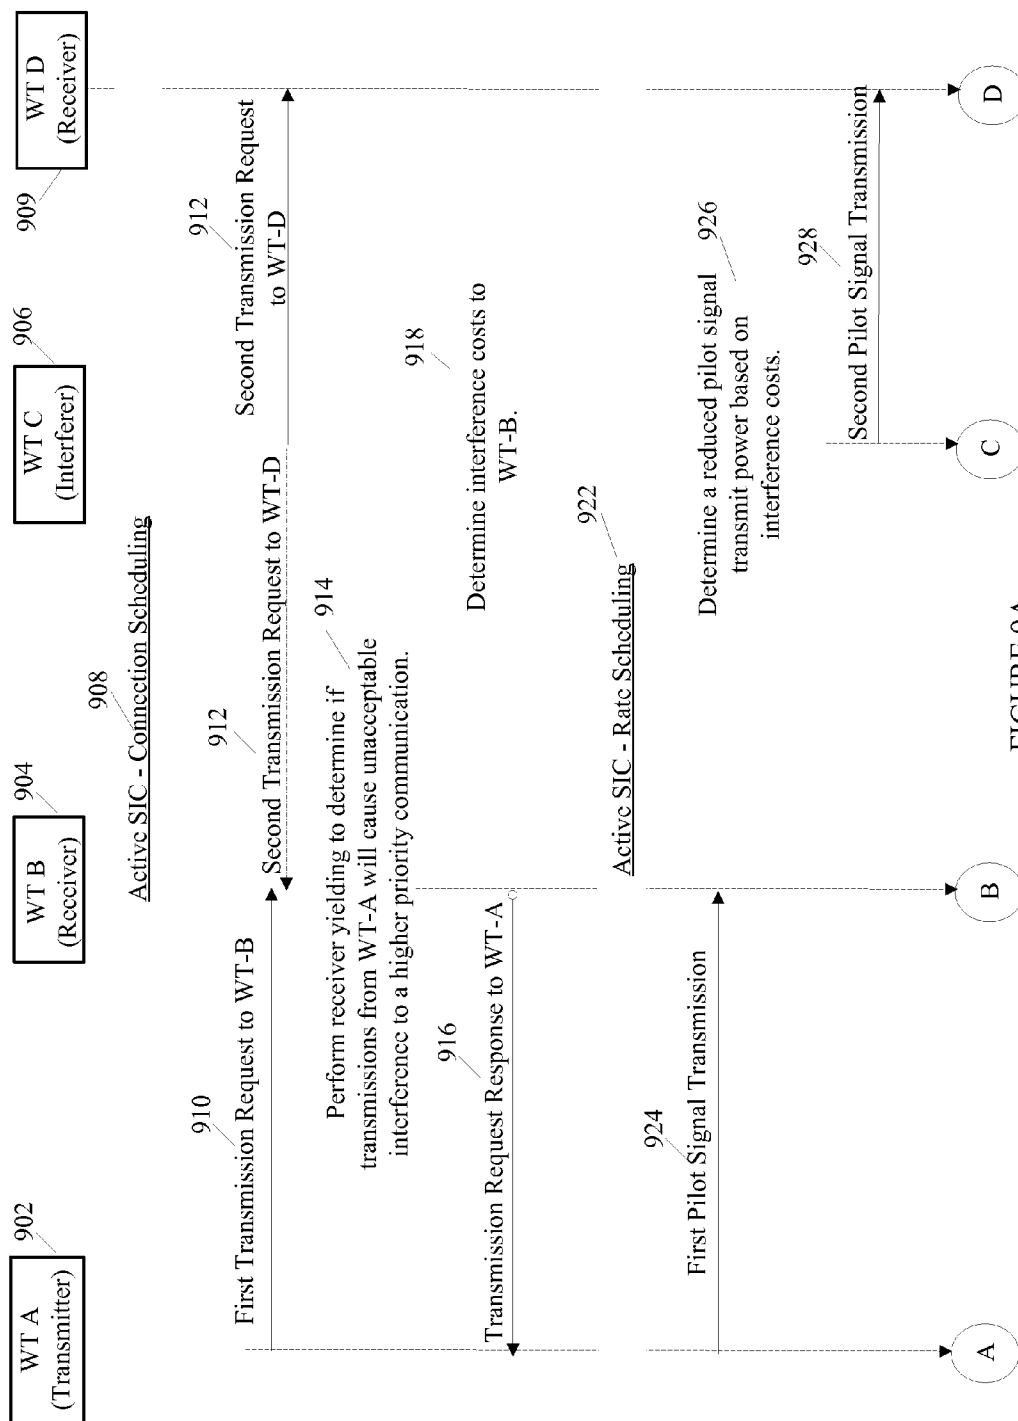 WT A
(Transmitter)
902
WT B
(Receiver)
904
WT C
(Interferer)
906
WT D
(Receiver)
909
908
Active SIC - Connection Scheduling
910
First Transmission Request to WT-B
912
Second Transmission Request to WT-D
912
Second Transmission Request
to WT-D
914
Perform receiver yielding to determine if
transmissions from WT-A will cause unacceptable
interference to a higher priority communication.
916
Transmission Request Response to WT-A
918
Determine interference costs to
WT-B.
922
Active SIC - Rate Scheduling
924
First Pilot Signal Transmission
926
Determine a reduced pilot signal
transmit power based on
interference costs.
928
Second Pilot Signal Transmission
A
B
C
D
FIGURE 9A